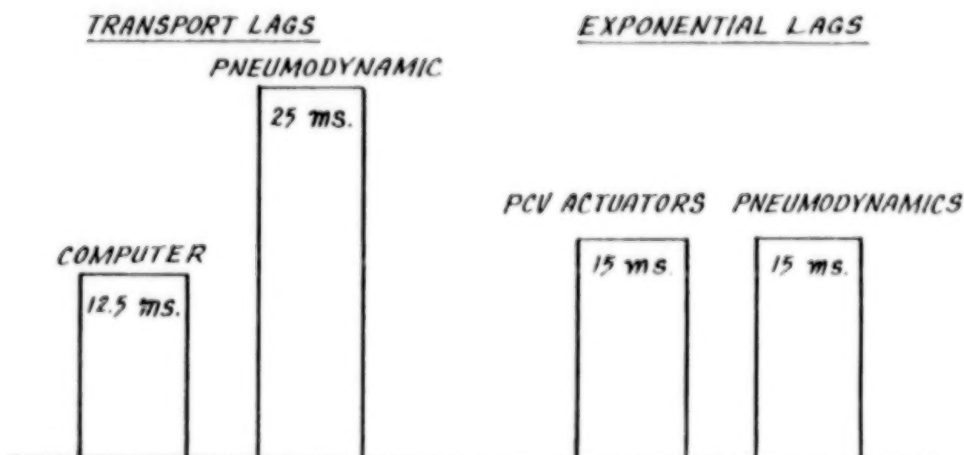 TRANSPORT LAGS
PNEUMODYNAMIC
25 ms.
COMPUTER
12.5 ms.
EXPONENTIAL LAGS
PCV ACTUATORS
15 ms.
PNEUMODYNAMICS
15 ms.